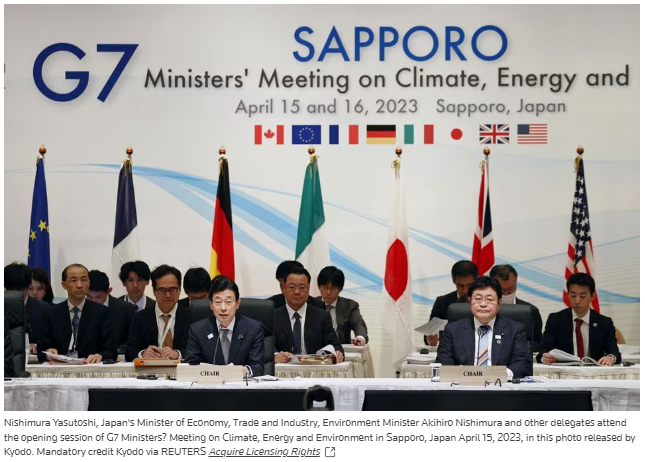 G7
SAPPORO
Ministers' Meeting on Climate, Energy and
April 15 and 16, 2023 Sapporo, Japan
CHAIR
CHAIR
Nishimura Yasutoshi, Japan's Minister of Economy, Trade and Industry, Environment Minister Akihiro Nishimura and other delegates attend
the opening session of G7 Ministers? Meeting on Climate, Energy and Environment in Sapporo, Japan April 15, 2023, in this photo released by
Kyodo. Mandatory credit Kyodo via REUTERS Acquire Licensing Rights